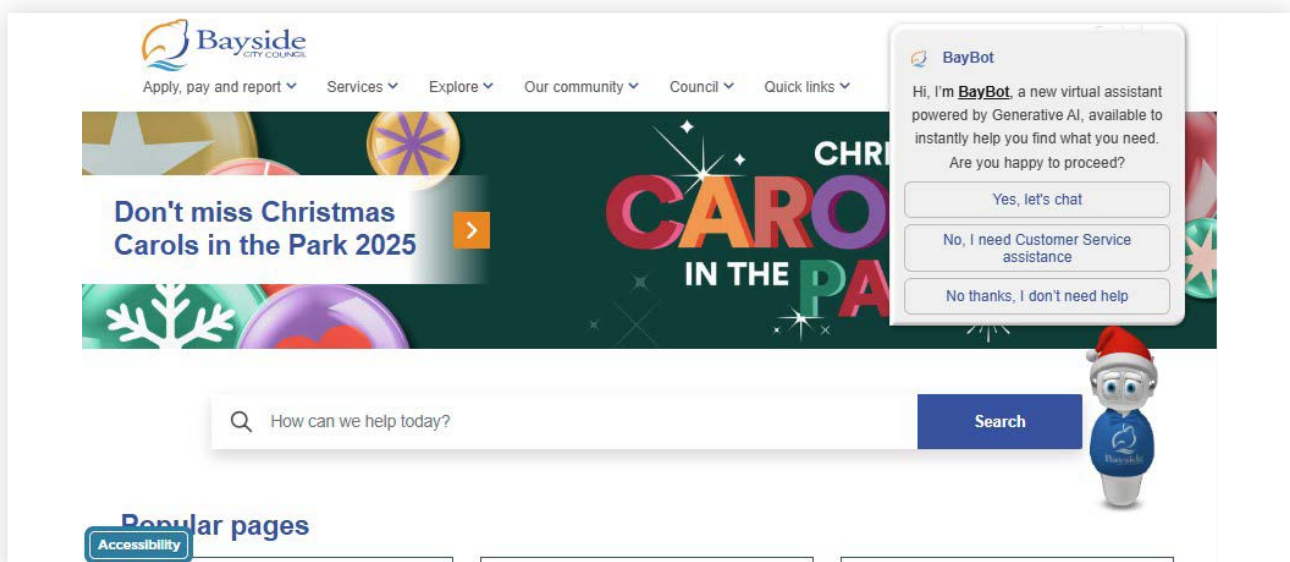 Bayside
CITY COUNCIL
Apply, pay and report Services Explore Our community Council Quick links
Don't miss Christmas
Carols in the Park 2025
CHRI
CARO
IN THE PA
BayBot
Hi, I'm BayBot, a new virtual assistant
powered by Generative AI, available to
instantly help you find what you need.
Are you happy to proceed?
Yes, let's chat
No, I need Customer Service
assistance
No thanks, I don't need help
How can we help today?
Search
Bayside
Popular pages
Accessibility